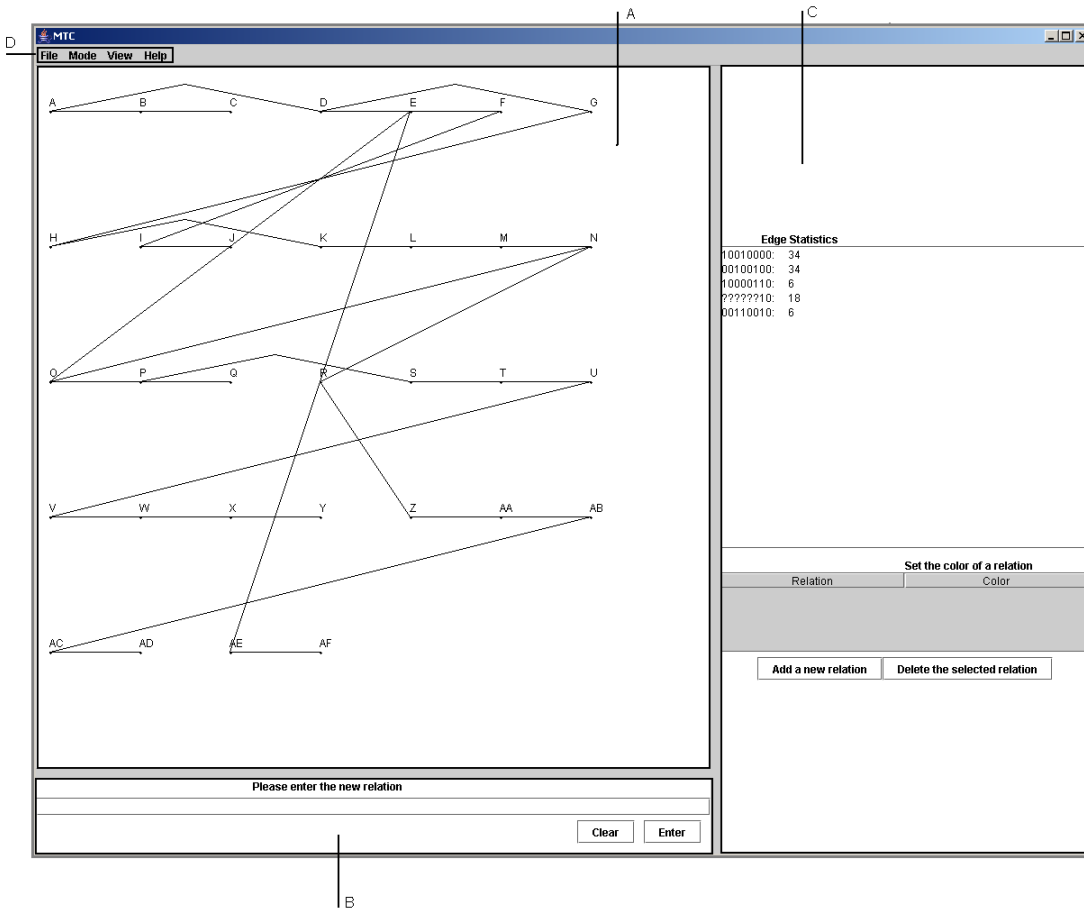 A
C
D
MTC
File Mode View Help
A B C D E F G
H I J K L M N
Edge Statistics
10010000: 34
00100100: 34
10000110: 6
??????10: 18
00110010: 6
O P Q R S T U
V W X Y Z AA AB
Set the color of a relation
Relation Color
AC AD AE AF
Add a new relation Delete the selected relation
Please enter the new relation
Clear Enter
B